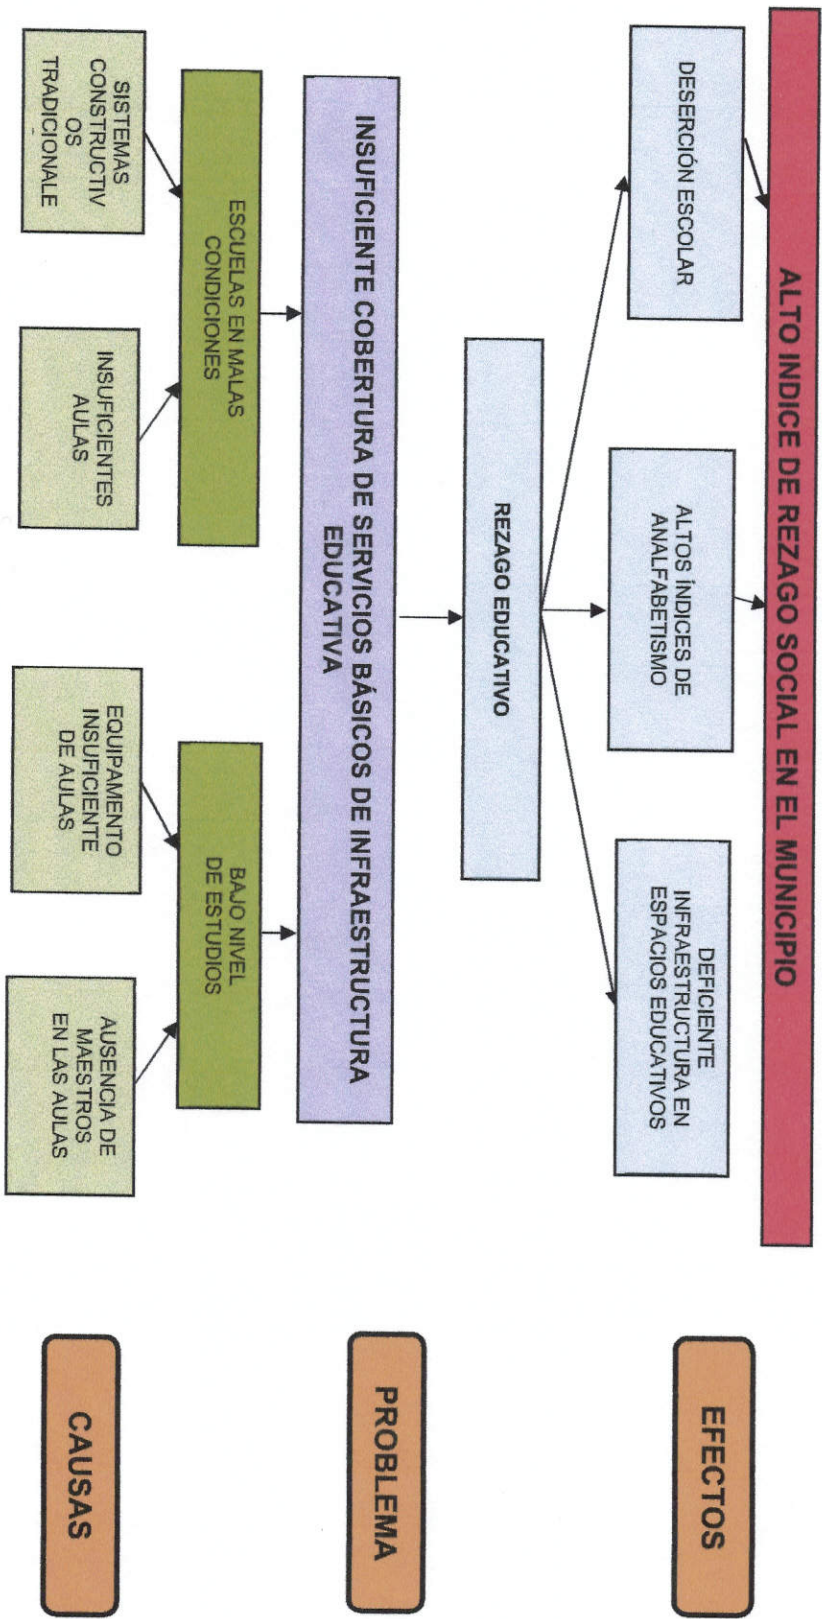 ALTO INDICE DE REZAGO SOCIAL EN EL MUNICIPIO
DESERCIÓN ESCOLAR
ALTOS ÍNDICES DE
ANALFABETISMO
DEFICIENTE
INFRAESTRUCTURA EN
ESPACIOS EDUCATIVOS
EFECTOS
REZAGO EDUCATIVO
INSUFICIENTE COBERTURA DE SERVICIOS BÁSICOS DE INFRAESTRUCTURA
EDUCATIVA
PROBLEMA
ESCUELAS EN MALAS
CONDICIONES
BAJO NIVEL
DE ESTUDIOS
SISTEMAS
CONSTRUCTIV
OS
TRADICIONALE
INSUFICIENTES
AULAS
EQUIPAMENTO
INSUFICIENTE
DE AULAS
AUSENCIA DE
MAESTROS
EN LAS AULAS
CAUSAS